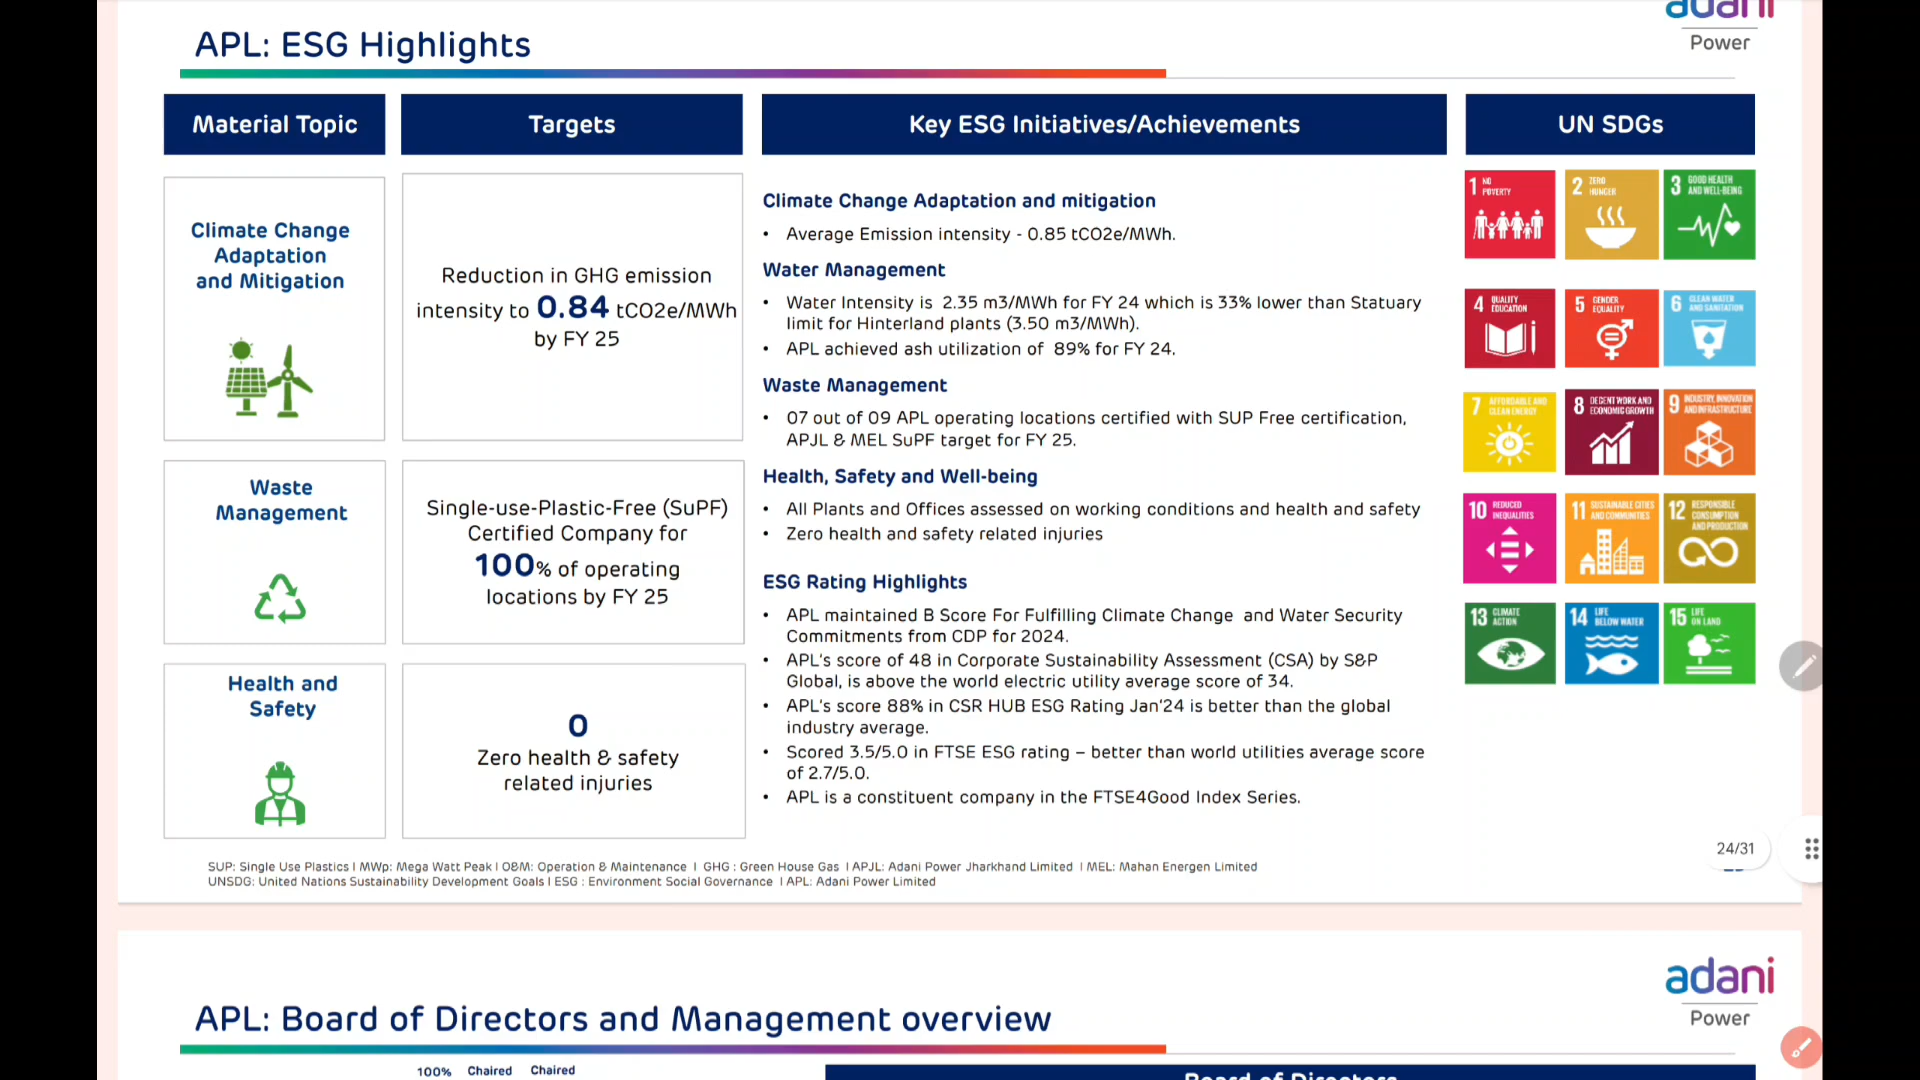 adani
Power
APL: ESG Highlights
Material Topic
Targets
Key ESG Initiatives/Achievements
UN SDGs
Climate Change
Adaptation
and Mitigation
Reduction in GHG emission
intensity to 0.84 tCO2e/MWh
by FY 25
Waste
Management
Single-use-Plastic-Free (SuPF)
Certified Company for
100% of operating
locations by FY 25
Health and
Safety
0
Zero health & safety
related injuries
Climate Change Adaptation and mitigation
• Average Emission intensity - 0.85 tCO2e/MWh.
Water Management
• Water Intensity is 2.35 m3/MWh for FY 24 which is 33% lower than Statuary
limit for Hinterland plants (3.50 m3/MWh).
• APL achieved ash utilization of 89% for FY 24.
Waste Management
• 07 out of 09 APL operating locations certified with SUP Free certification,
APJL & MEL SuPF target for FY 25.
Health, Safety and Well-being
• All Plants and Offices assessed on working conditions and health and safety
• Zero health and safety related injuries
ESG Rating Highlights
• APL maintained B Score For Fulfilling Climate Change and Water Security
Commitments from CDP for 2024.
• APL's score of 48 in Corporate Sustainability Assessment (CSA) by S&P
Global, is above the world electric utility average score of 34.
• APL's score 88% in CSR HUB ESG Rating Jan'24 is better than the global
industry average.
• Scored 3.5/5.0 in FTSE ESG rating – better than world utilities average score
of 2.7/5.0.
• APL is a constituent company in the FTSE4Good Index Series.
1 NO
POVERTY
2 ZERO
HUNGER
3 GOOD HEALTH
AND WELL-BEING
4 QUALITY
EDUCATION
5 GENDER
EQUALITY
6 CLEAN WATER
AND SANITATION
7 AFFORDABLE AND
CLEAN ENERGY
8 DECENT WORK AND
ECONOMIC GROWTH
9 INDUSTRY, INNOVATION
AND INFRASTRUCTURE
10 REDUCED
INEQUALITIES
11 SUSTAINABLE CITIES
AND COMMUNITIES
12 RESPONSIBLE
CONSUMPTION
AND PRODUCTION
13 CLIMATE
ACTION
14 LIFE
BELOW WATER
15 LIFE
ON LAND
24/31
SUP: Single Use Plastics I MWp: Mega Watt Peak I O&M: Operation & Maintenance I GHG : Green House Gas I APJL: Adani Power Jharkhand Limited I MEL: Mahan Energen Limited
UNSDG: United Nations Sustainability Development Goals I ESG : Environment Social Governance I APL: Adani Power Limited
adani
Power
APL: Board of Directors and Management overview
100% Chaired Chaired
Board of Directors